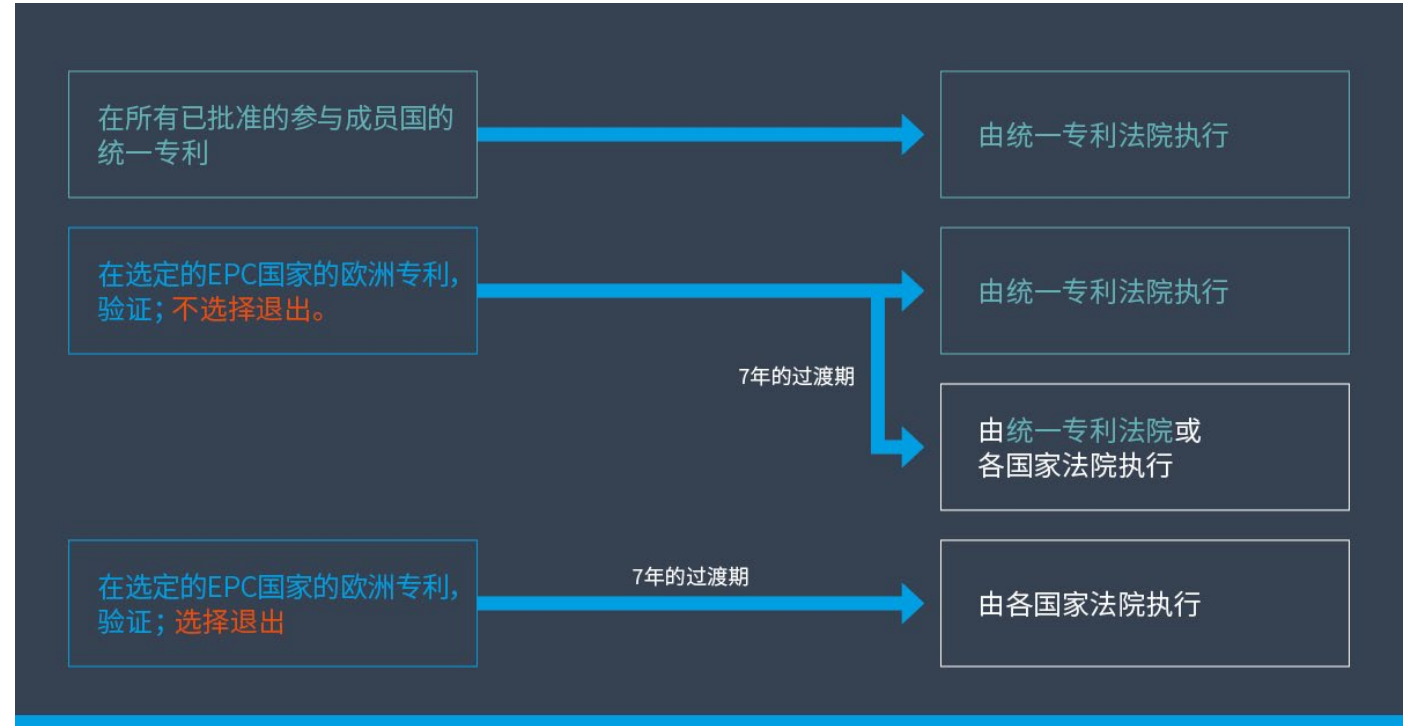 在所有已批准的参与成员国的
统一专利
由统一专利法院执行
在选定的EPC国家的欧洲专利，
验证；不选择退出。
由统一专利法院执行
7年的过渡期
由统一专利法院或
各国家法院执行
在选定的EPC国家的欧洲专利，
验证；选择退出
7年的过渡期
由各国家法院执行